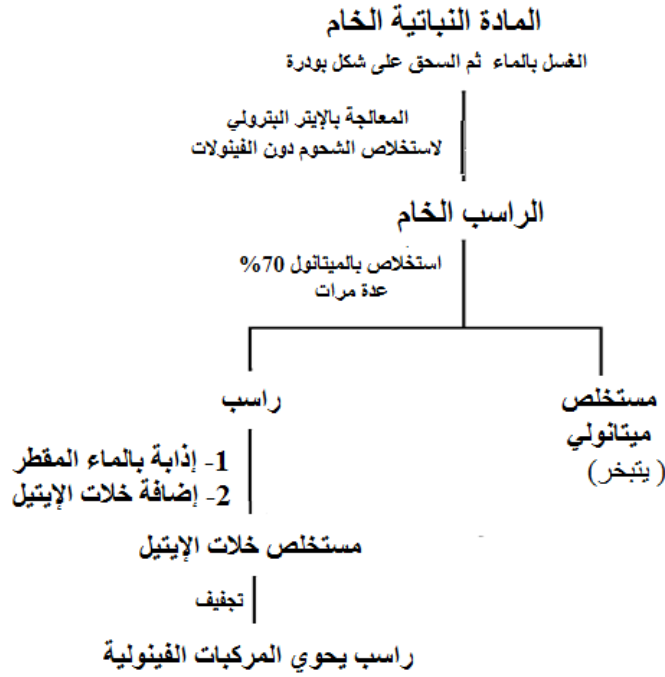 المادة النباتية الخام
الغسل بالماء ثم السحق على شكل بودرة
المعالجة بالإيتر البترولي
لاستخلاص الشحوم دون الفينولات
الراسب الخام
استخلاص بالميتانول 70%
عدة مرات
مستخلص
ميتانولي
( يتبخر)
راسب
1- إذابة بالماء المقطر
2- إضافة خلات الإيتيل
مستخلص خلات الإيتيل
تجفيف
راسب يحوي المركبات الفينولية